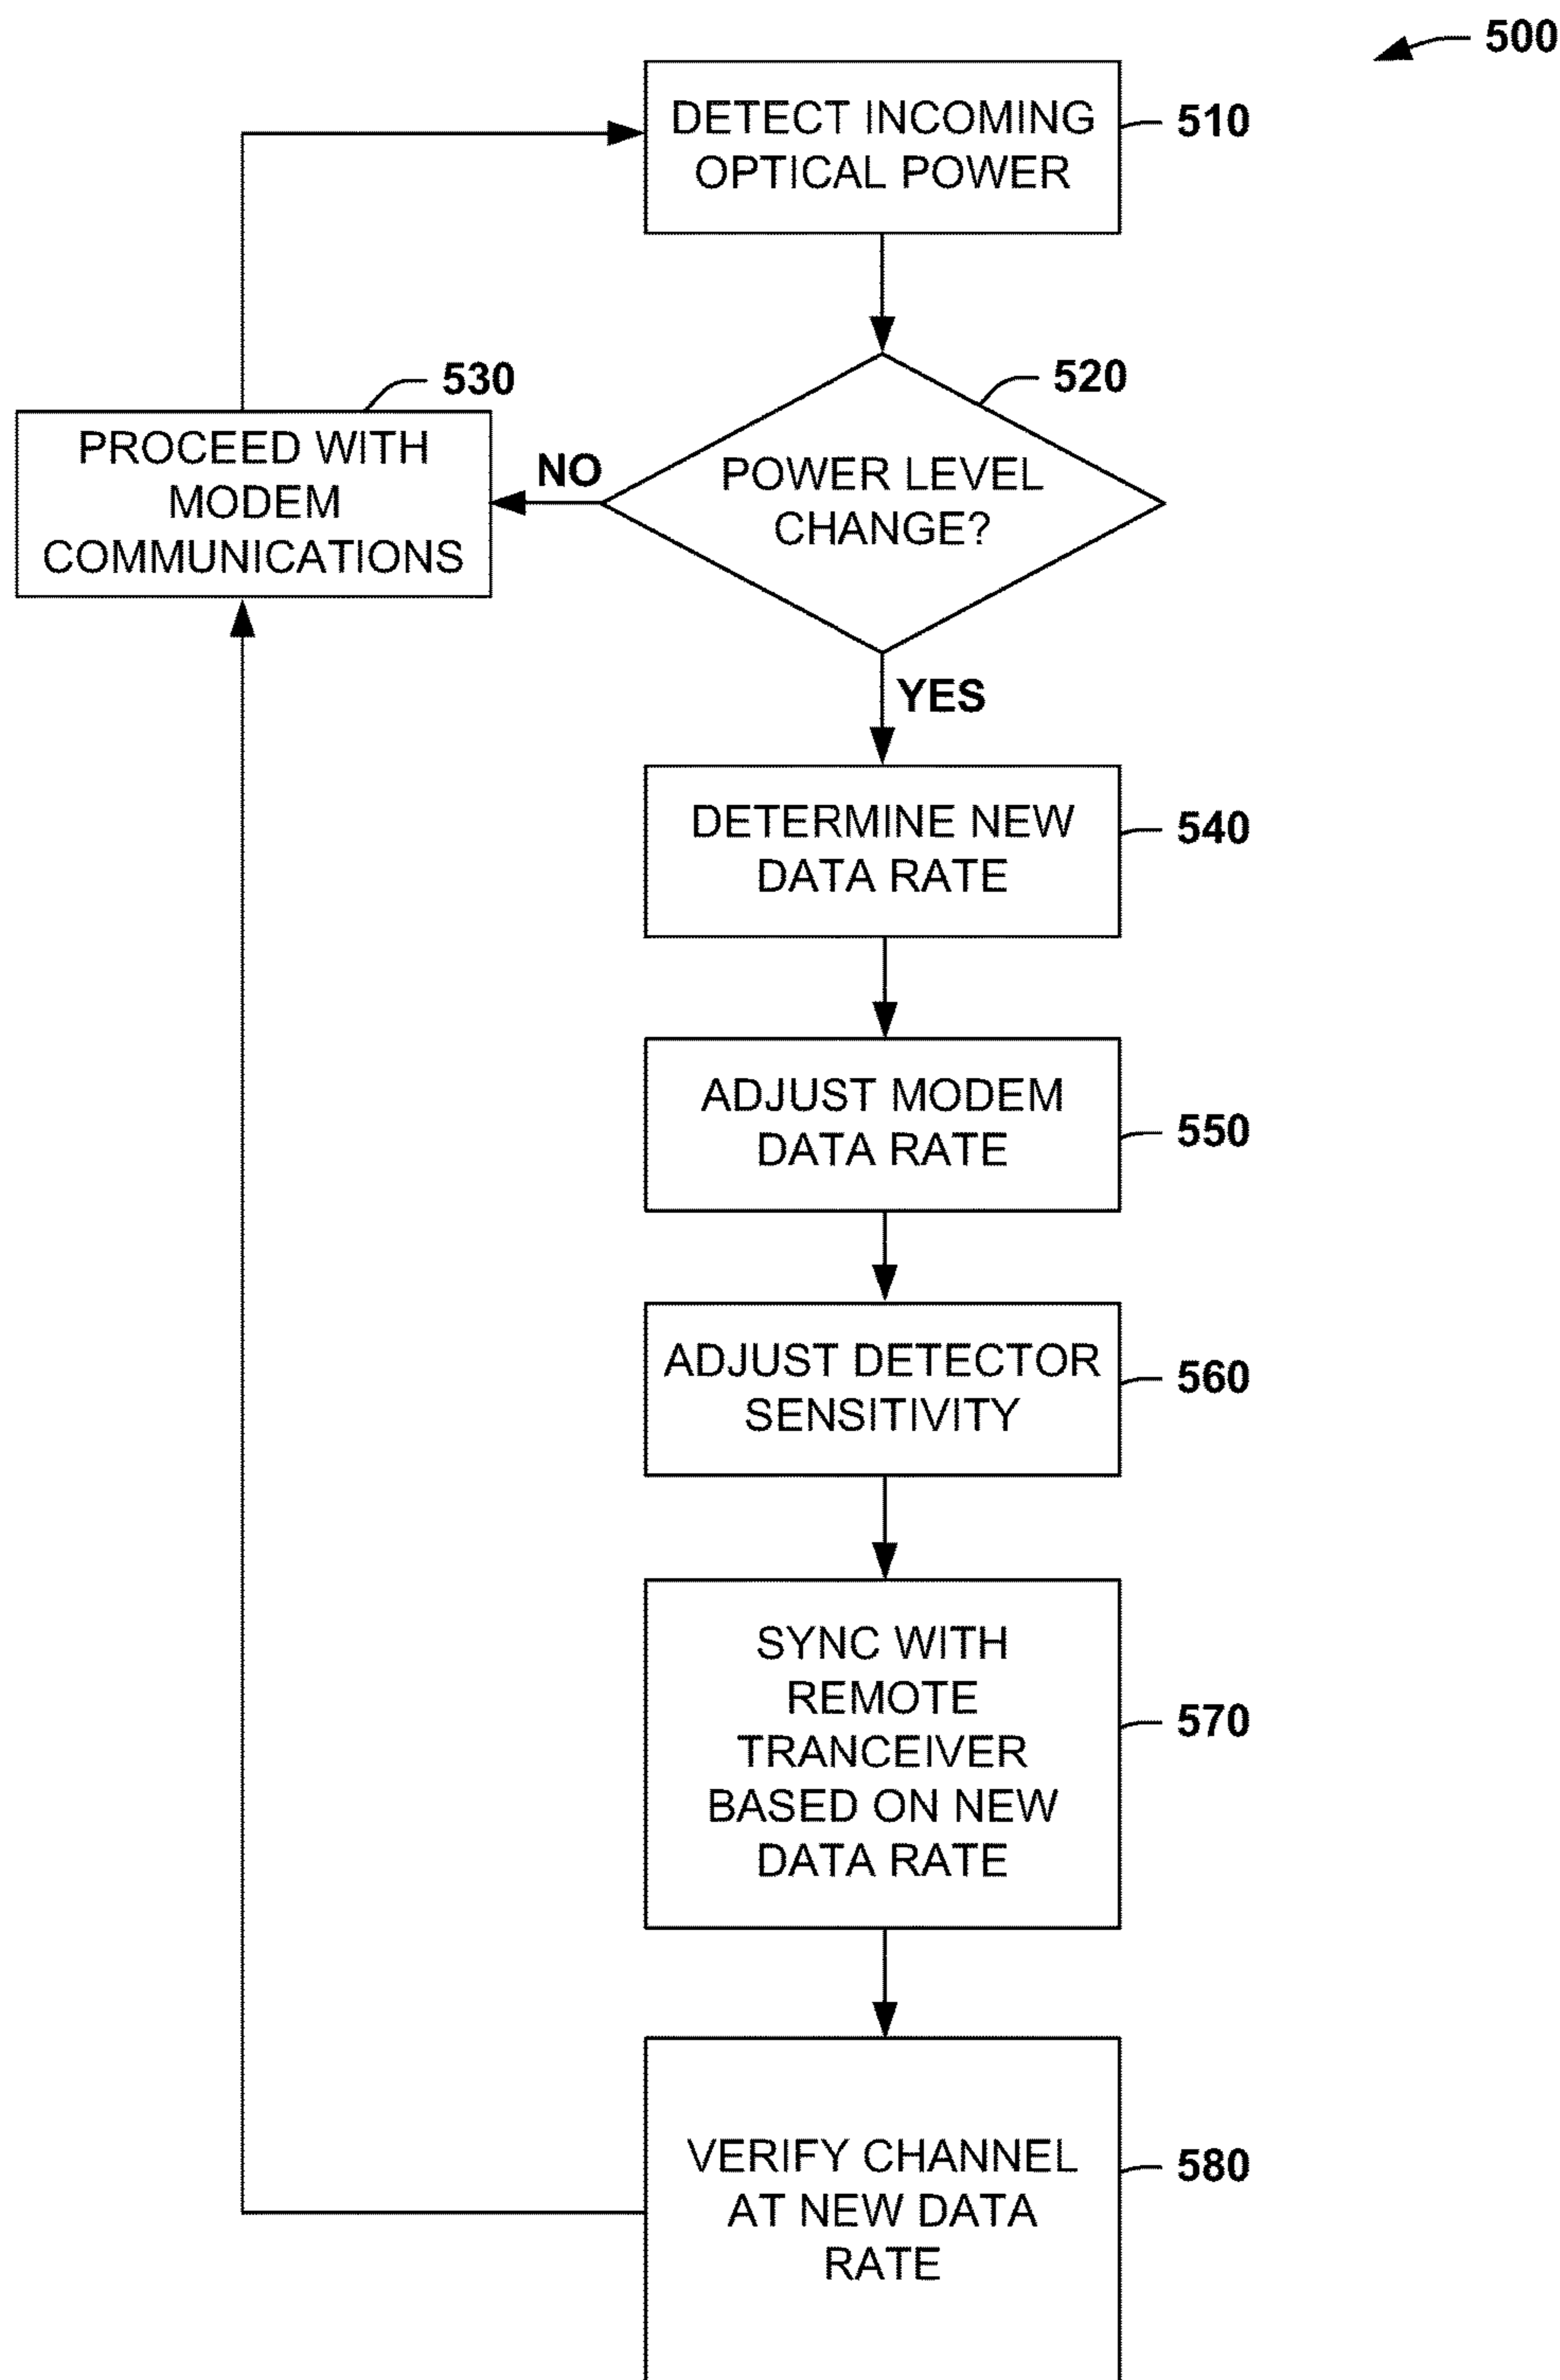 500
DETECT INCOMING
OPTICAL POWER
510
520
POWER LEVEL
CHANGE?
NO
530
PROCEED WITH
MODEM
COMMUNICATIONS
YES
DETERMINE NEW
DATA RATE
540
ADJUST MODEM
DATA RATE
550
ADJUST DETECTOR
SENSITIVITY
560
SYNC WITH
REMOTE
TRANCEIVER
BASED ON NEW
DATA RATE
570
VERIFY CHANNEL
AT NEW DATA
RATE
580